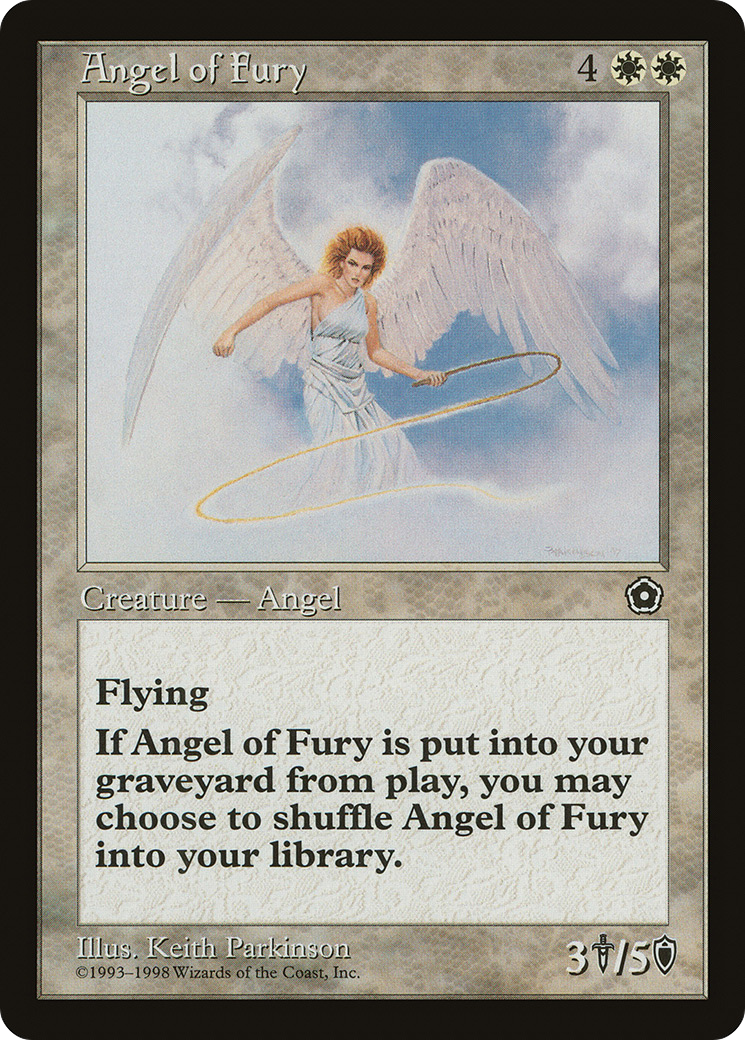 Angel of Fury 4
Creature — Angel
Flying
If Angel of Fury is put into your
graveyard from play, you may
choose to shuffle Angel of Fury
into your library.
Illus. Keith Parkinson
©1993–1998 Wizards of the Coast, Inc.
3/5